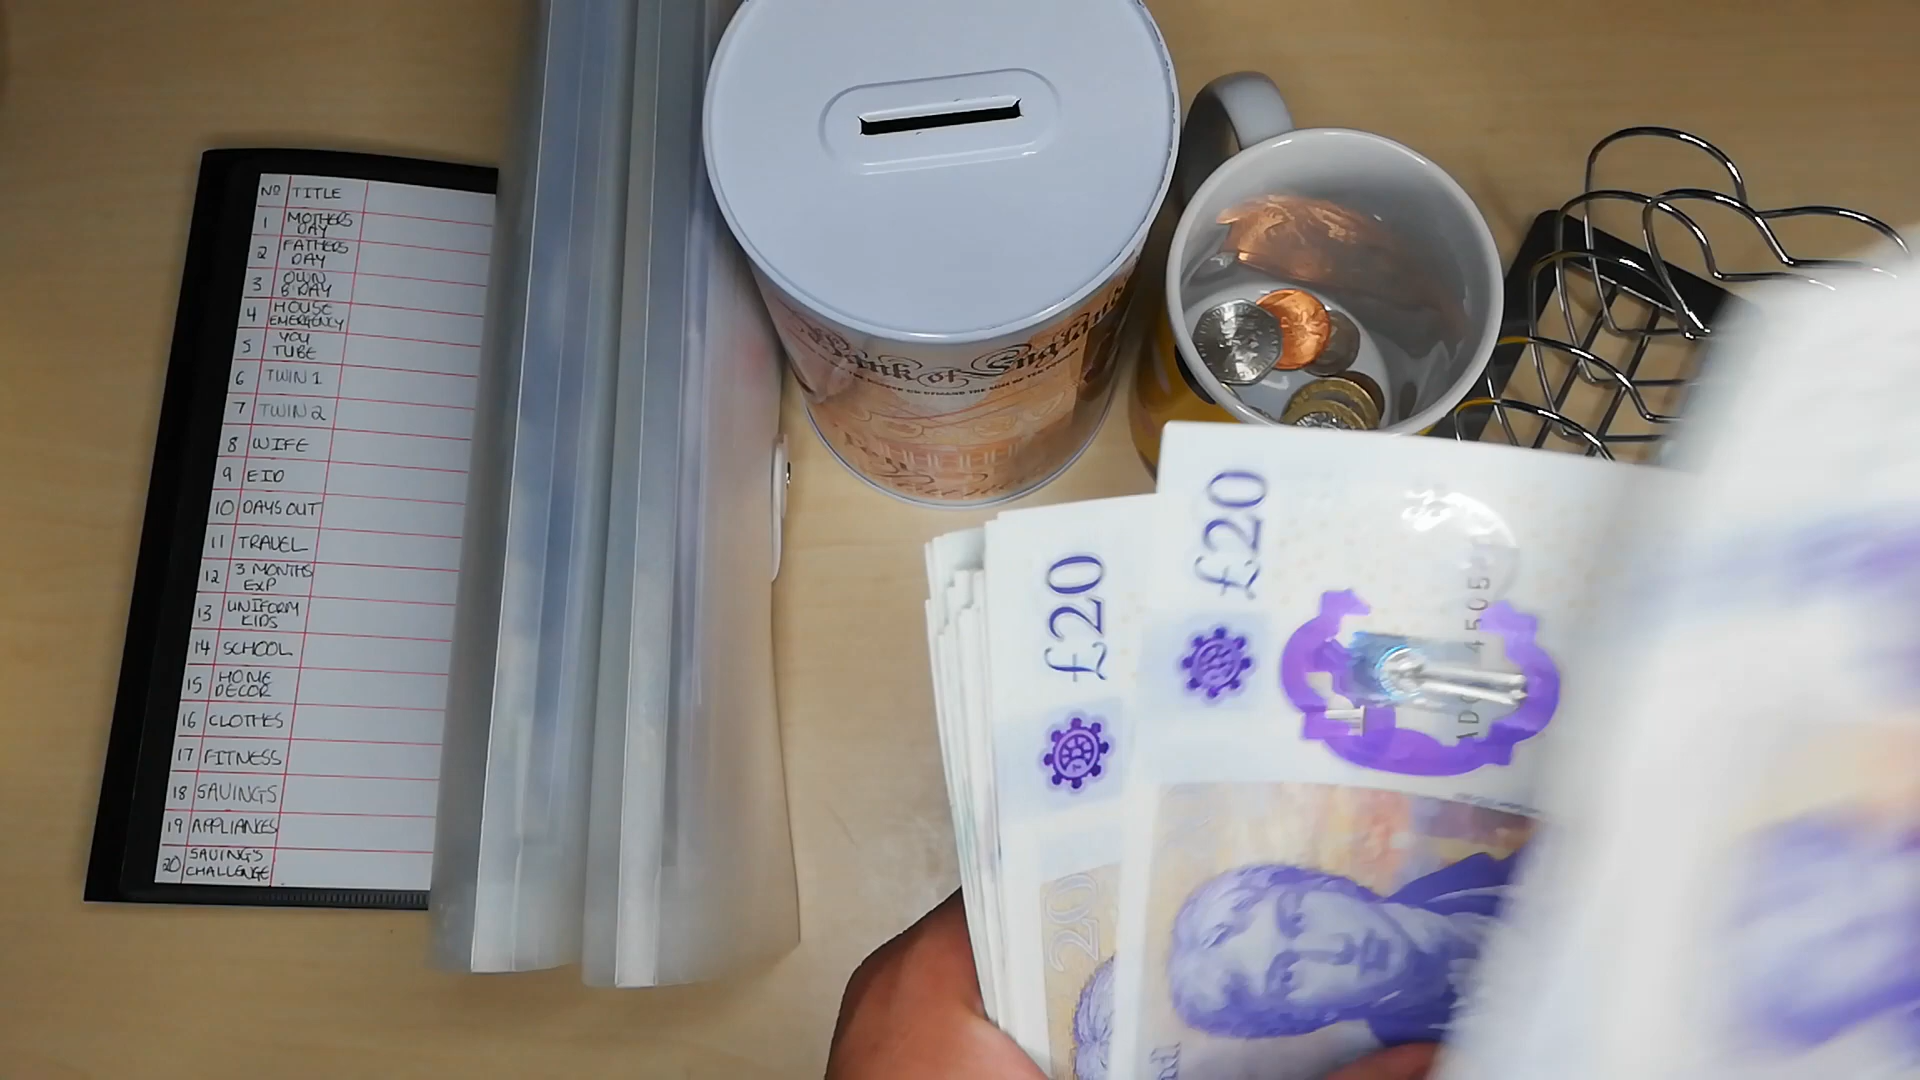 NO TITLE
1 MOTHERS
DAY
2 FATHERS
DAY
3 OWN
B'DAY
4 HOUSE
EMERGENCY
5 YOU
TUBE
6 TWIN 1
7 TWIN 2
8 WIFE
9 EID
10 DAYS OUT
11 TRAVEL
12 3 MONTHS
EXP
13 UNIFORM
KIDS
14 SCHOOL
15 HOME
DECOR
16 CLOTHES
17 FITNESS
18 SAVINGS
19 APPLIANCES
20 SAVING'S
CHALLENGE
Bank of England
£20
£20
20